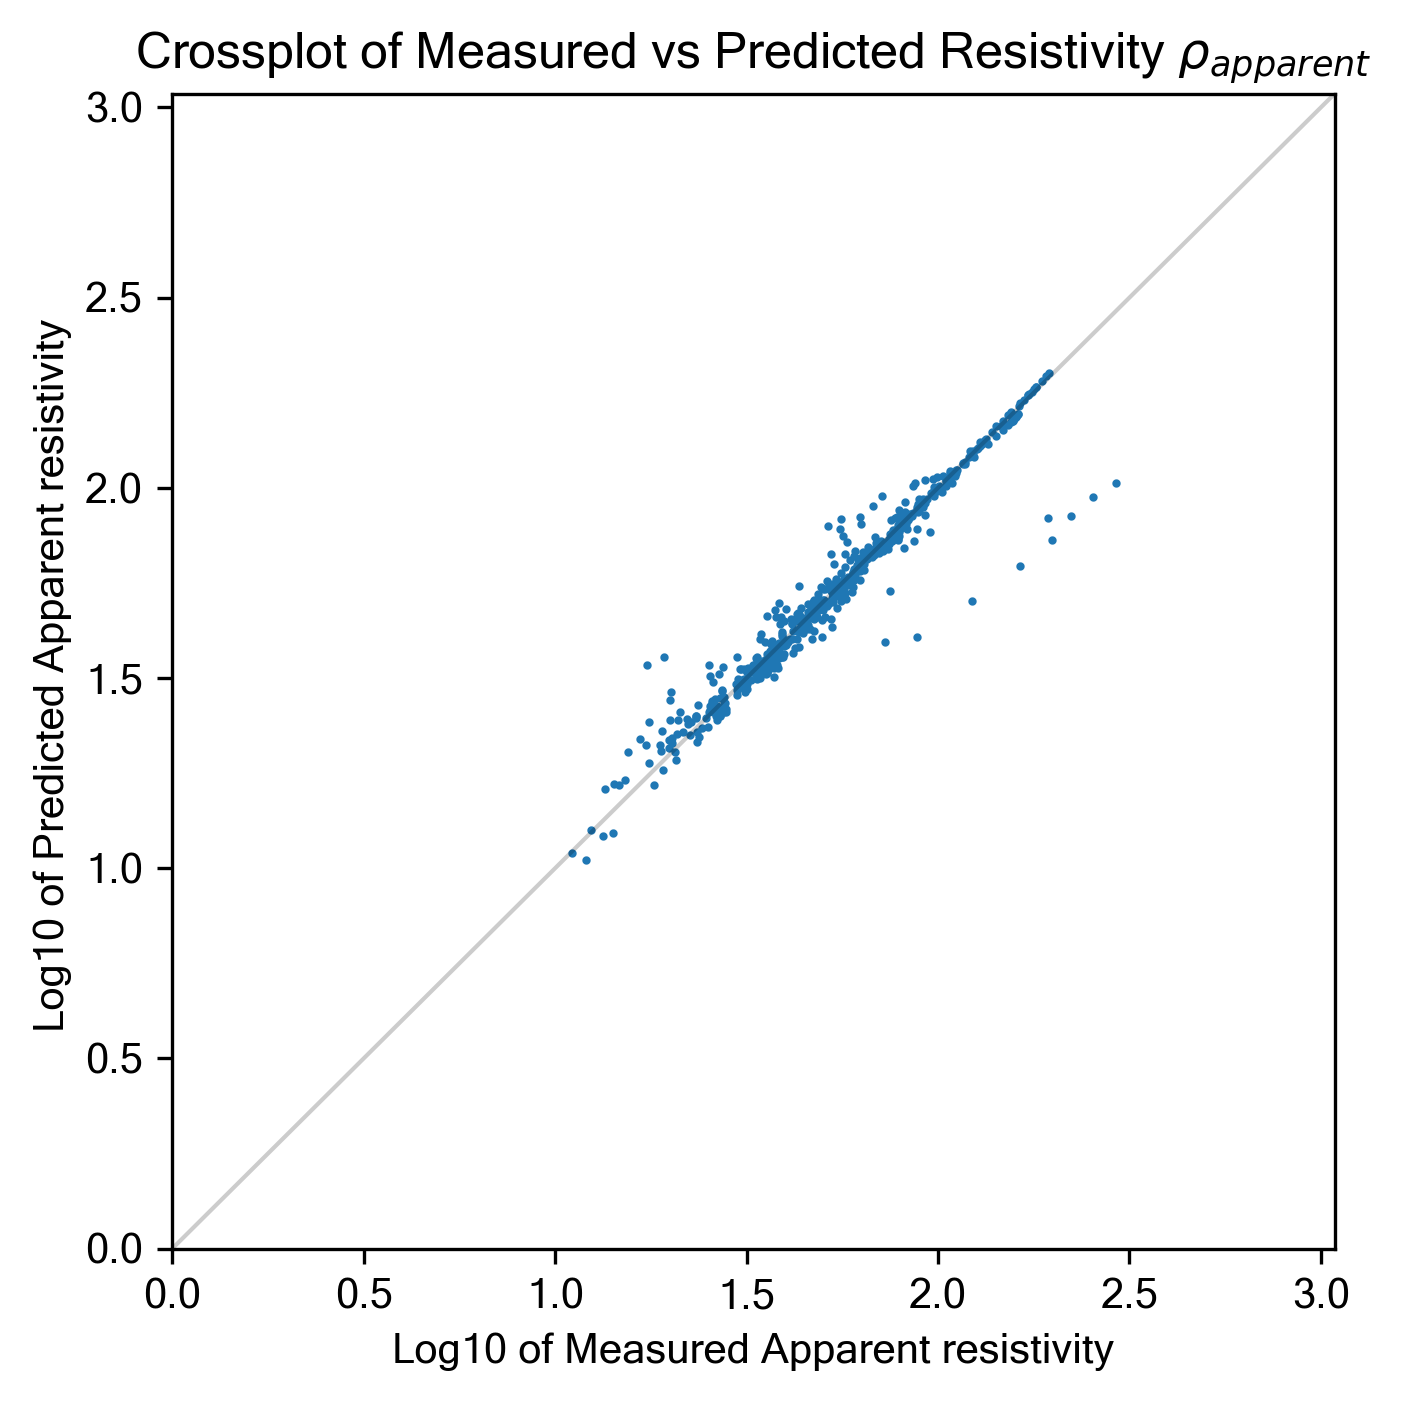 Crossplot of Measured vs Predicted Resistivity ρapparent
3.0
2.5
2.0
1.5
1.0
0.5
0.0
Log10 of Predicted Apparent resistivity
0.0 0.5 1.0 1.5 2.0 2.5 3.0
Log10 of Measured Apparent resistivity